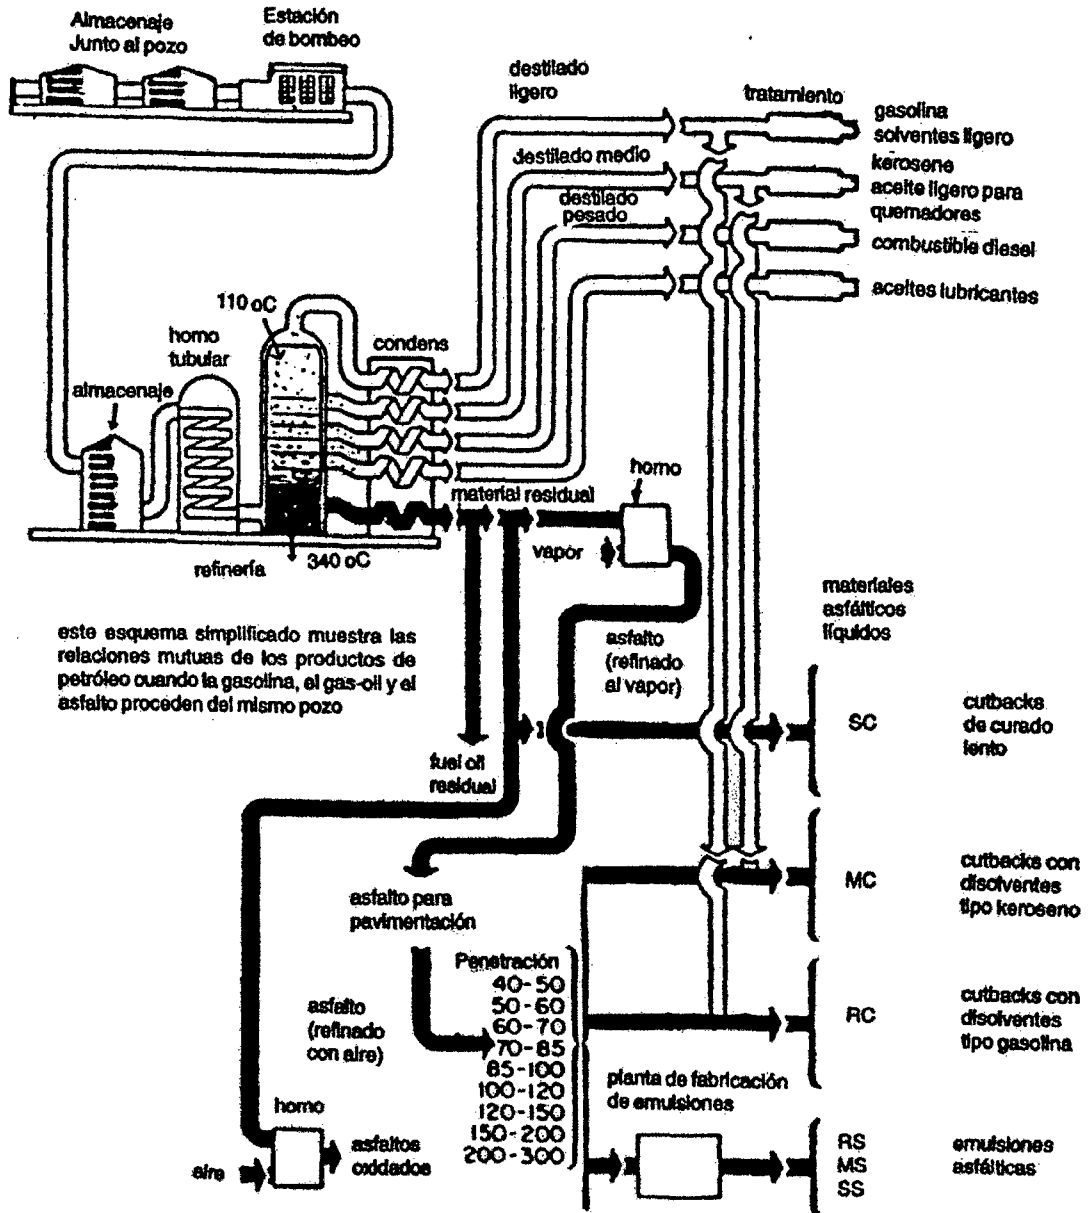 Almacenaje
Junto al pozo
Estación
de bombeo
destilado
ligero
tratamiento
gasolina
solventes ligero
destilado medio
kerosene
aceite ligero para
quemadores
destilado
pesado
combustible diesel
aceites lubricantes
110 oC
horno
tubular
condens
almacenaje
horno
material residual
vapor
refinería
340 oC
materiales
asfálticos
líquidos
este esquema simplificado muestra las
relaciones mutuas de los productos de
petróleo cuando la gasolina, el gas-oil y el
asfalto proceden del mismo pozo
asfalto
(refinado
al vapor)
SC
cutbacks
de curado
lento
fuel oil
residual
MC
cutbacks con
disolventes
tipo keroseno
asfalto para
pavimentación
Penetración
40-50
50-60
60-70
70-85
85-100
100-120
120-150
150-200
200-300
asfalto
(refinado
con aire)
RC
cutbacks con
disolventes
tipo gasolina
planta de fabricación
de emulsiones
horno
aire
asfaltos
oxidados
RS
MS
SS
emulsiones
asfálticas